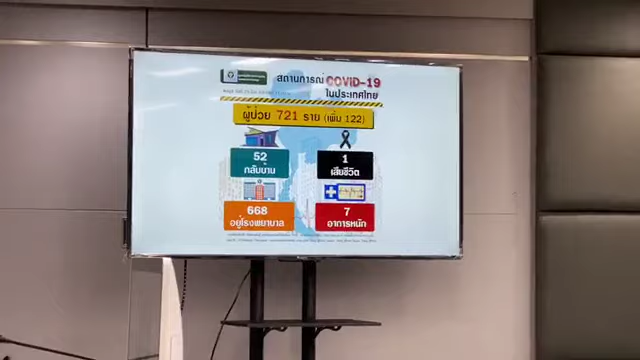 สถานการณ์ COVID-19
ในประเทศไทย
ผู้ป่วย 721 ราย (เพิ่ม 122)
52
กลับบ้าน
1
เสียชีวิต
668
อยู่โรงพยาบาล
7
อาการหนัก